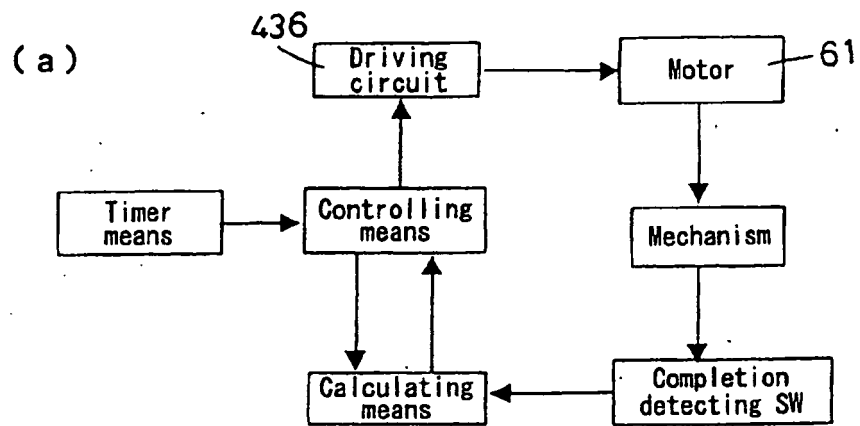 (a)
436
Driving
circuit
Motor
61
Timer
means
Controlling
means
Mechanism
Calculating
means
Completion
detecting SW